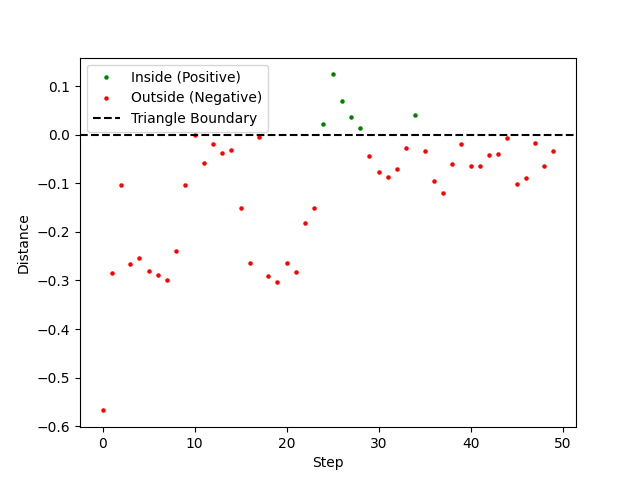 Inside (Positive)
Outside (Negative)
Triangle Boundary
0.1
0.0
−0.1
−0.2
−0.3
−0.4
−0.5
−0.6
Distance
0 10 20 30 40 50
Step